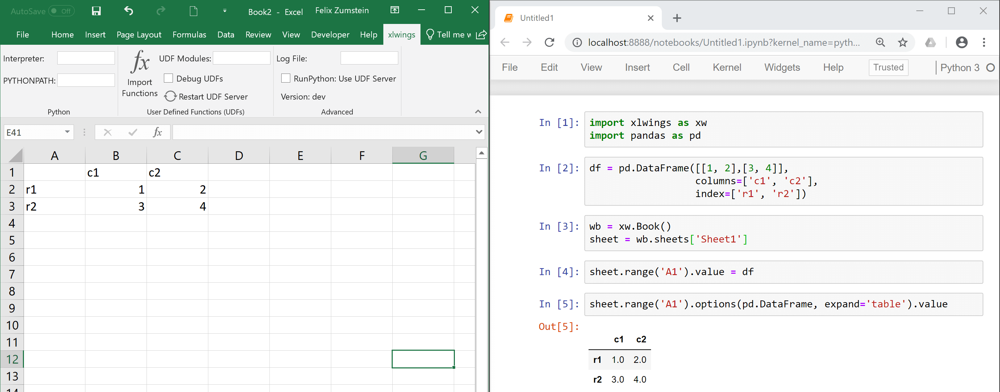 AutoSave Off Book2 - Excel Felix Zumstein
File Home Insert Page Layout Formulas Data Review View Developer Help xlwings Tell me w
Interpreter:
PYTHONPATH:
Python
fx
Import
Functions
UDF Modules:
Debug UDFs
Restart UDF Server
User Defined Functions (UDFs)
Log File:
RunPython: Use UDF Server
Version: dev
Advanced
E41 fx
A B C D E F G
1 c1 c2
2 r1 1 2
3 r2 3 4
4
5
6
7
8
9
10
11
12
13
14
Untitled1
localhost:8888/notebooks/Untitled1.ipynb?kernel_name=pyth...
File Edit View Insert Cell Kernel Widgets Help Trusted Python 3
In [1]: import xlwings as xw
import pandas as pd
In [2]: df = pd.DataFrame([[1, 2],[3, 4]],
columns=['c1', 'c2'],
index=['r1', 'r2'])
In [3]: wb = xw.Book()
sheet = wb.sheets['Sheet1']
In [4]: sheet.range('A1').value = df
In [5]: sheet.range('A1').options(pd.DataFrame, expand='table').value
Out[5]:
c1 c2
r1 1.0 2.0
r2 3.0 4.0